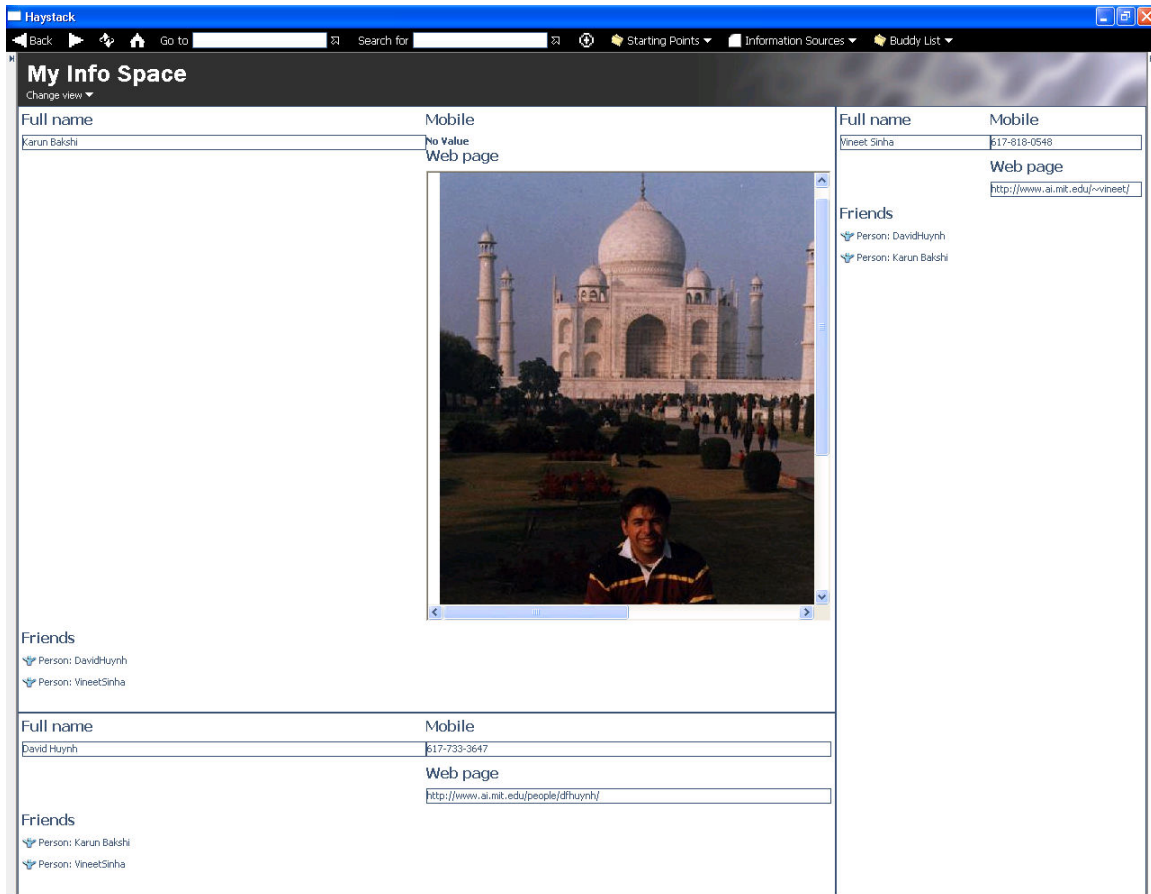 Haystack
Back Go to Search for Starting Points Information Sources Buddy List
My Info Space
Change view
Full name Mobile
Karun Bakshi No Value
Web page
Friends
Person: DavidHuynh
Person: VineetSinha
Full name Mobile
David Huynh 617-733-3647
Web page
http://www.ai.mit.edu/people/dfhuynh/
Friends
Person: Karun Bakshi
Person: VineetSinha
Full name Mobile
Vineet Sinha 617-818-0548
Web page
http://www.ai.mit.edu/~vineet/
Friends
Person: DavidHuynh
Person: Karun Bakshi